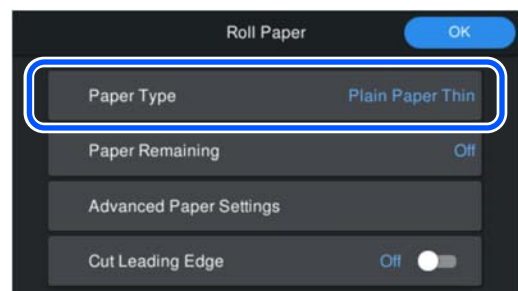 Roll Paper OK
Paper Type Plain Paper Thin
Paper Remaining Off
Advanced Paper Settings
Cut Leading Edge Off